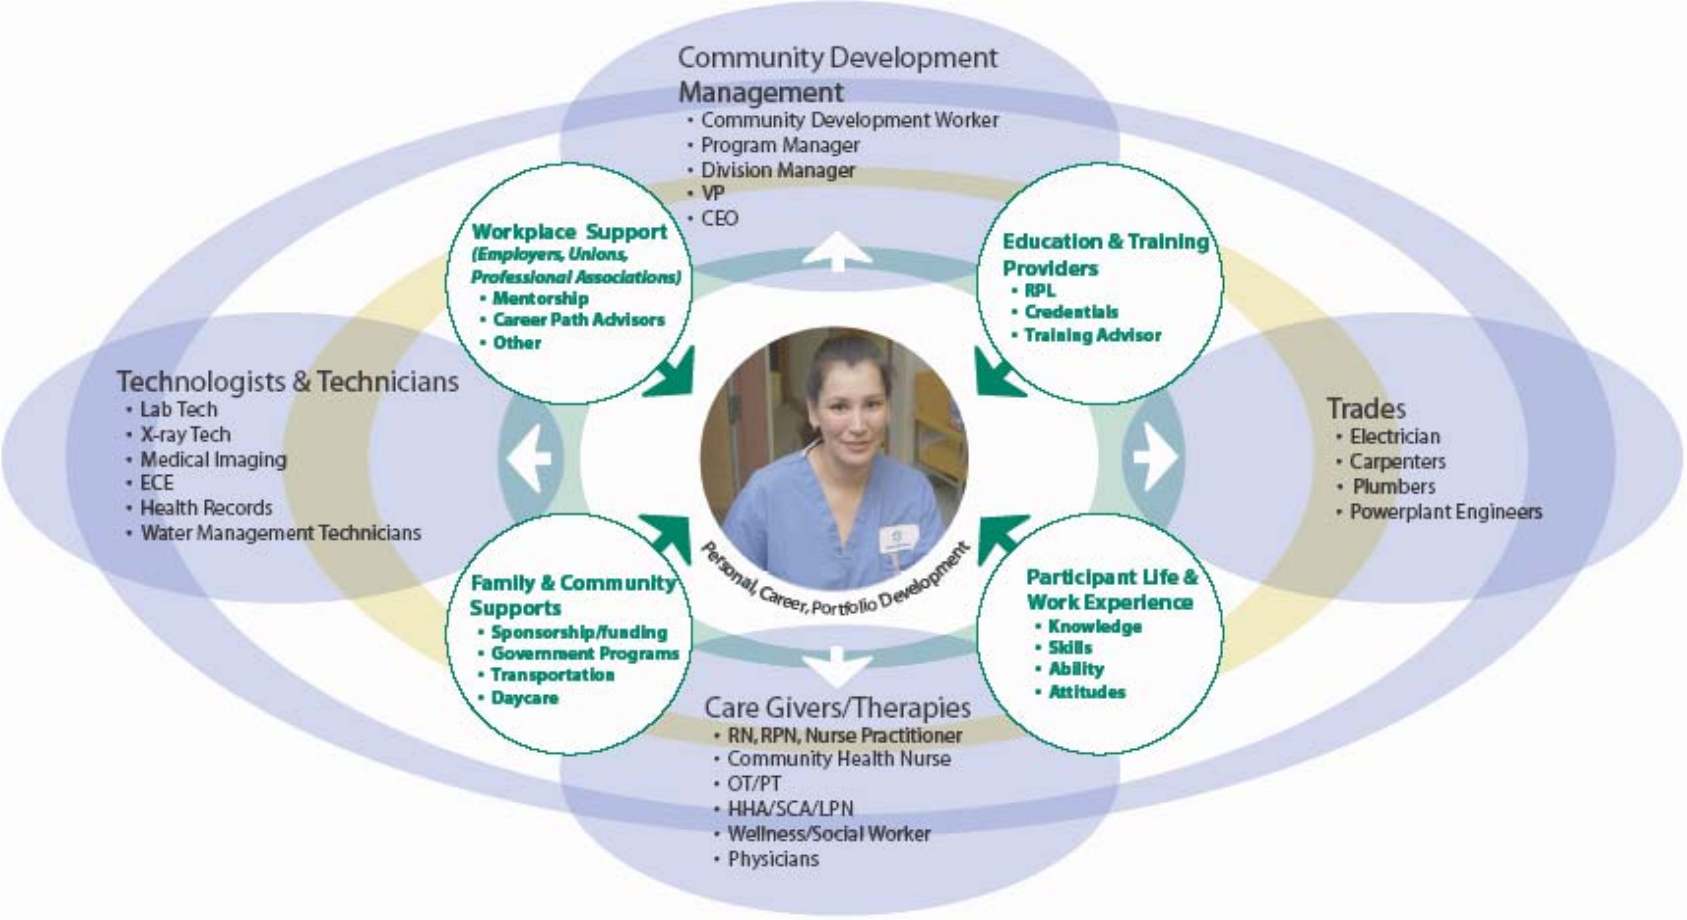 Community Development
Management
• Community Development Worker
• Program Manager
• Division Manager
• VP
• CEO
Workplace Support
(Employers, Unions,
Professional Associations)
• Mentorship
• Career Path Advisors
• Other
Education & Training
Providers
• RPL
• Credentials
• Training Advisor
Technologists & Technicians
• Lab Tech
• X-ray Tech
• Medical Imaging
• ECE
• Health Records
• Water Management Technicians
Trades
• Electrician
• Carpenters
• Plumbers
• Powerplant Engineers
Personal, Career, Portfolio Development
Family & Community
Supports
• Sponsorship/funding
• Government Programs
• Transportation
• Daycare
Participant Life &
Work Experience
• Knowledge
• Skills
• Ability
• Attitudes
Care Givers/Therapies
• RN, RPN, Nurse Practitioner
• Community Health Nurse
• OT/PT
• HHA/SCA/LPN
• Wellness/Social Worker
• Physicians